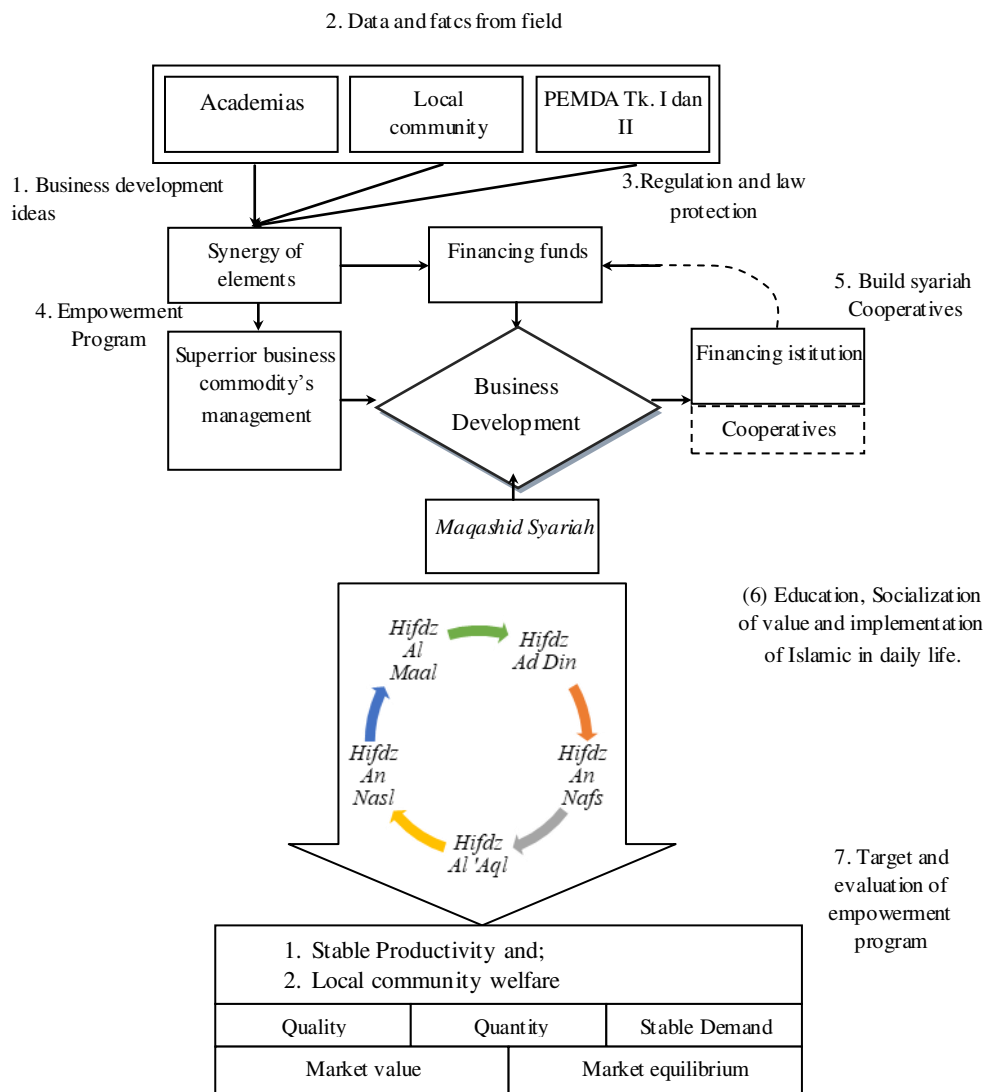 2. Data and fatcs from field
Academias
Local
community
PEMDA Tk. I dan
II
1. Business development
ideas
3.Regulation and law
protection
Synergy of
elements
Financing funds
5. Build syariah
Cooperatives
4. Empowerment
Program
Superrior business
commodity's
management
Business
Development
Financing istitution
Cooperatives
Maqashid Syariah
(6) Education, Socialization
of value and implementation
of Islamic in daily life.
Hifdz
Al
Maal
Hifdz
Ad Din
Hifdz
An
Nasl
Hifdz
An
Nafs
Hifdz
Al 'Aql
7. Target and
evaluation of
empowerment
program
1. Stable Productivity and;
2. Local community welfare
Quality
Quantity
Stable Demand
Market value
Market equilibrium